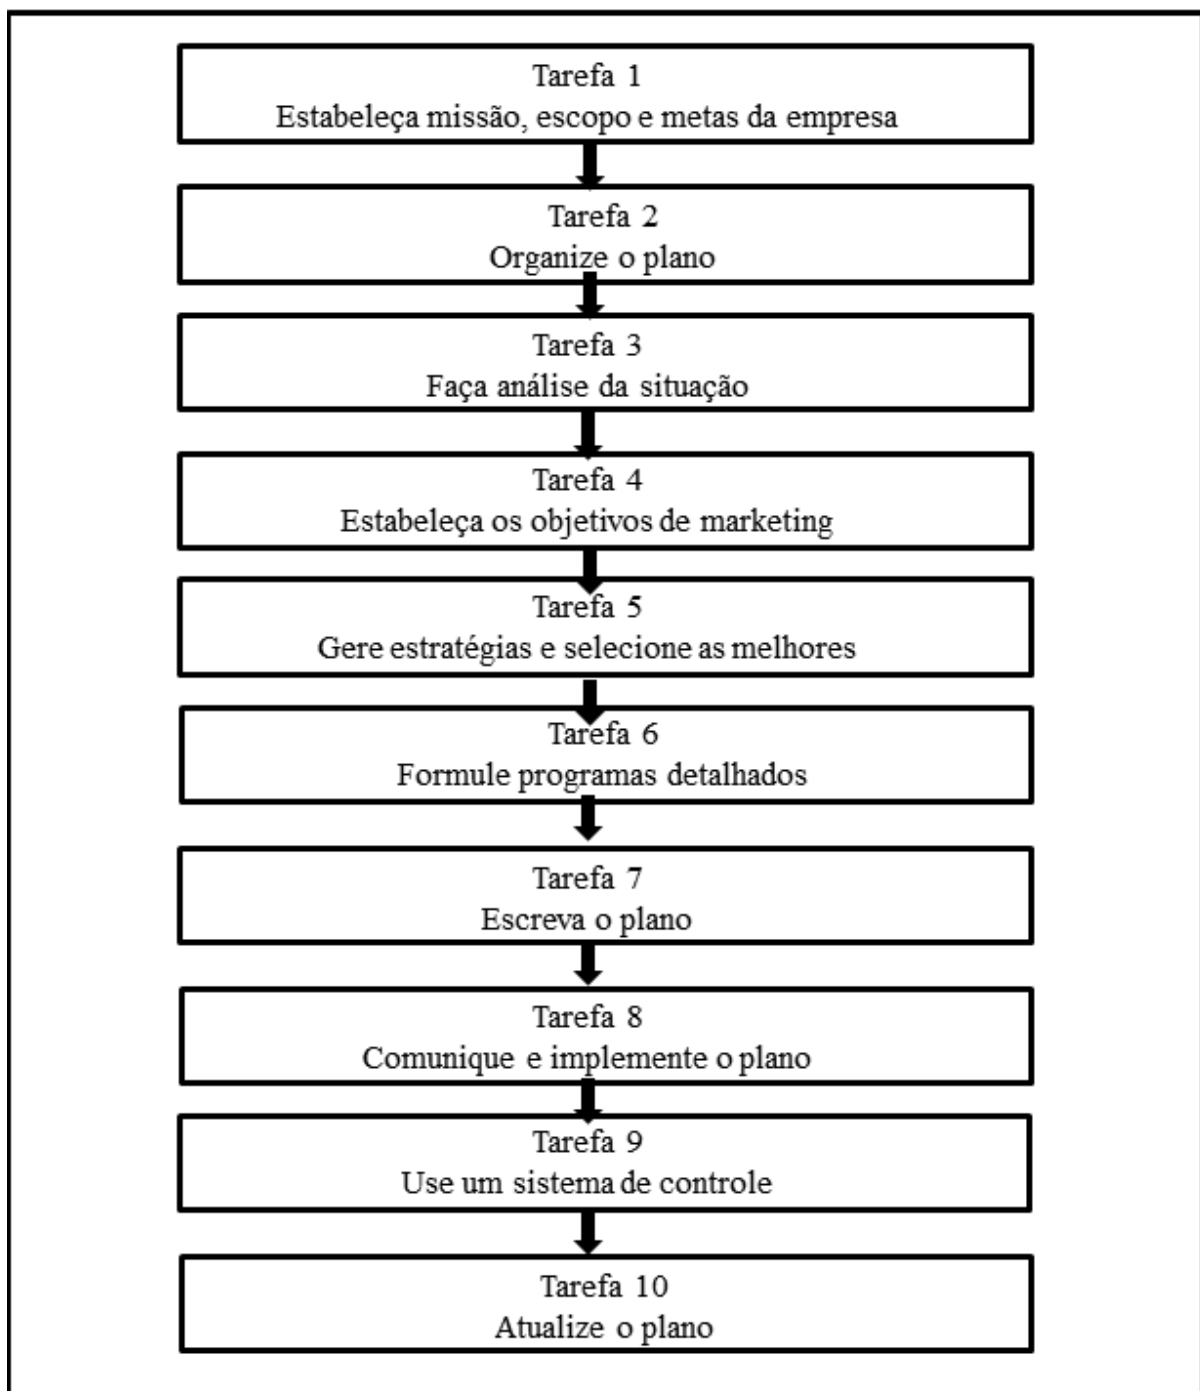 Tarefa 1
Estabeleça missão, escopo e metas da empresa
Tarefa 2
Organize o plano
Tarefa 3
Faça análise da situação
Tarefa 4
Estabeleça os objetivos de marketing
Tarefa 5
Gere estratégias e selecione as melhores
Tarefa 6
Formule programas detalhados
Tarefa 7
Escreva o plano
Tarefa 8
Comunique e implemente o plano
Tarefa 9
Use um sistema de controle
Tarefa 10
Atualize o plano